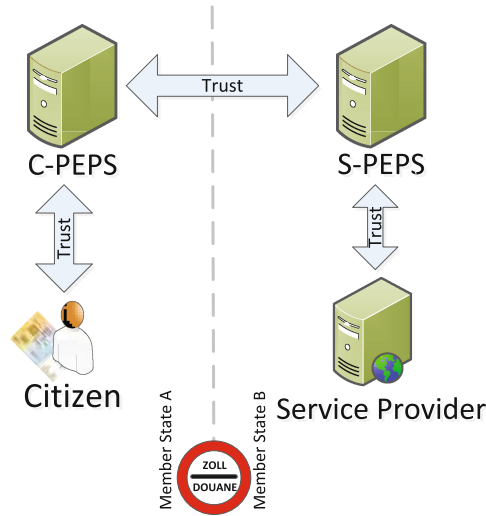 Trust
C-PEPS
S-PEPS
Trust
Trust
Citizen
Service Provider
Member State A
Member State B
ZOLL
DOUANE